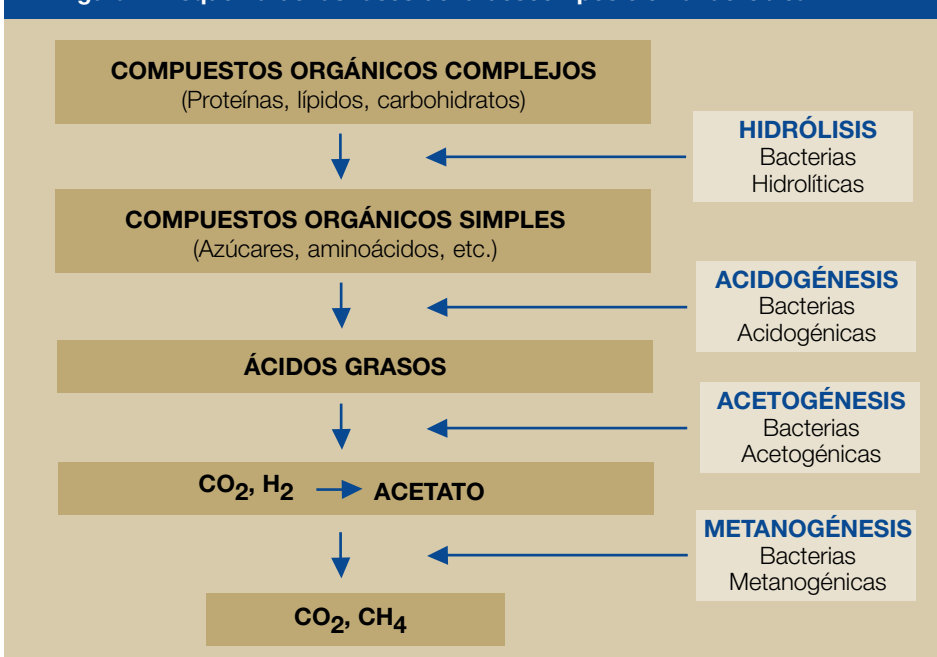 COMPUESTOS ORGÁNICOS COMPLEJOS
(Proteínas, lípidos, carbohidratos)
HIDRÓLISIS
Bacterias
Hidrolíticas
COMPUESTOS ORGÁNICOS SIMPLES
(Azúcares, aminoácidos, etc.)
ACIDOGÉNESIS
Bacterias
Acidogénicas
ÁCIDOS GRASOS
ACETOGÉNESIS
Bacterias
Acetogénicas
CO2, H2 → ACETATO
METANOGÉNESIS
Bacterias
Metanogénicas
CO2, CH4